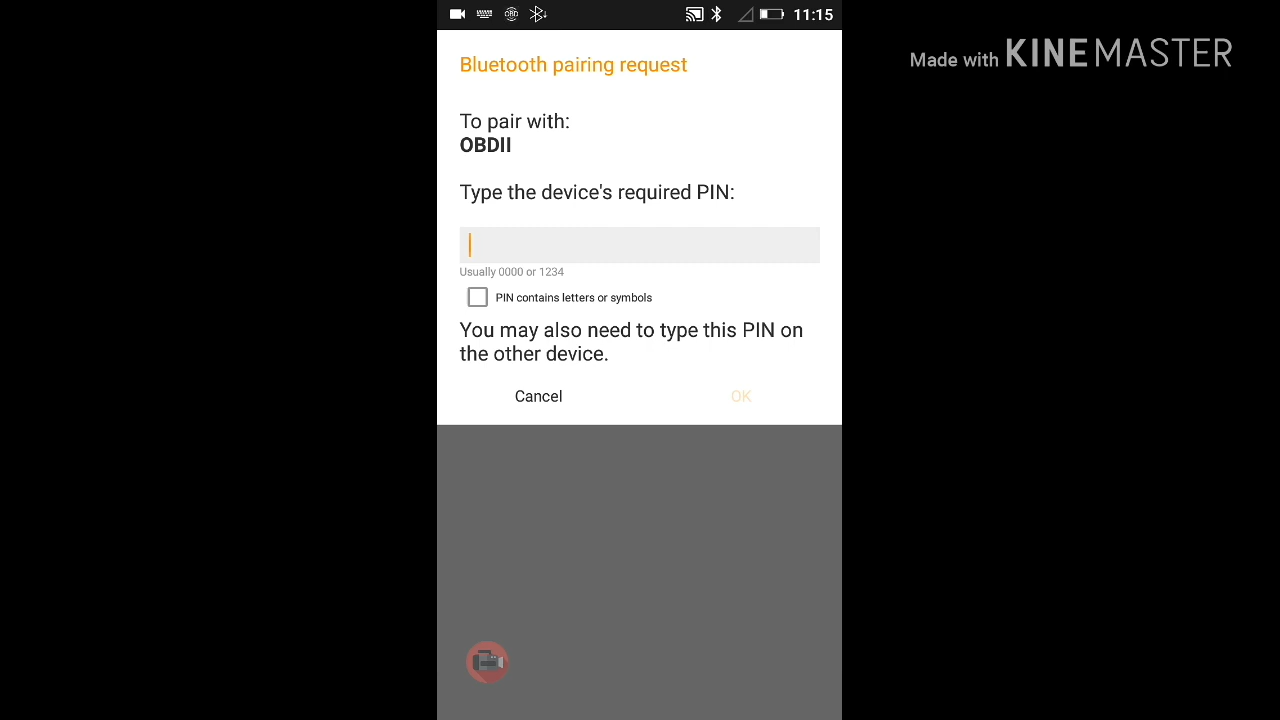 OBD
11:15
Made with KINEMASTER
Bluetooth pairing request
To pair with:
OBDII
Type the device's required PIN:
Usually 0000 or 1234
PIN contains letters or symbols
You may also need to type this PIN on
the other device.
Cancel
OK